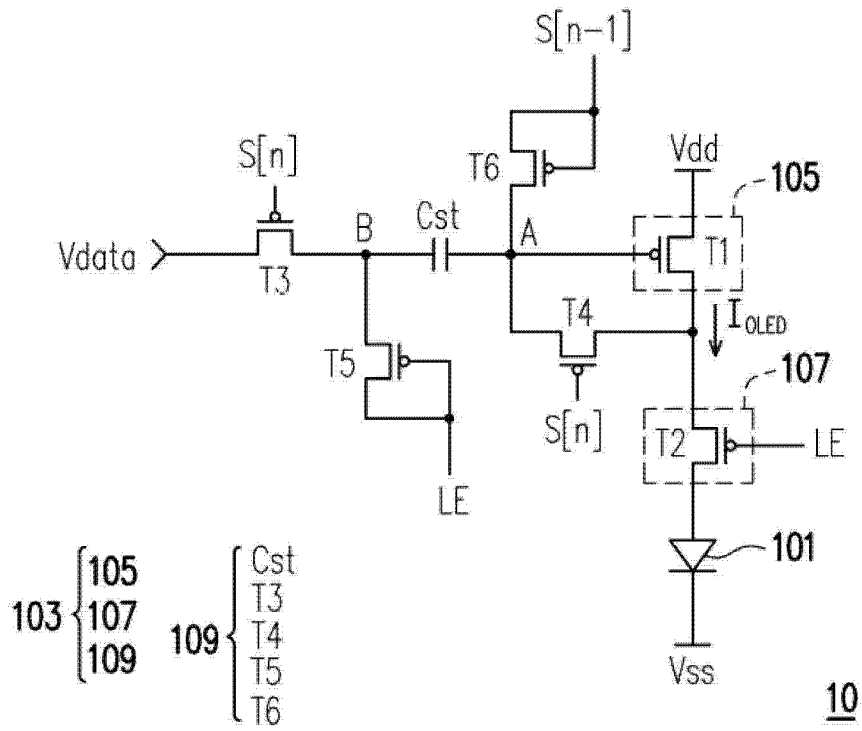 S[n-1]
S[n]
T6
Vdd
105
Vdata
T3
B
Cst
A
T1
T4
I OLED
T5
107
S[n]
T2
LE
LE
101
103 { 105
107
109
109 { Cst
T3
T4
T5
T6
Vss
10